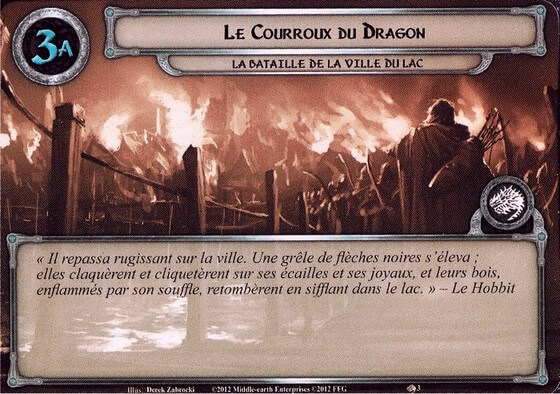 3A
LE COURROUX DU DRAGON
LA BATAILLE DE LA VILLE DU LAC
« Il repassa rugissant sur la ville. Une grêle de flèches noires s'éleva ;
elles claquèrent et cliquetèrent sur ses écailles et ses joyaux, et leurs bois,
enflammés par son souffle, retombèrent en sifflant dans le lac. » – Le Hobbit
Illus. Derek Zabrocki ©2012 Middle-earth Enterprises ©2012 FFG 3